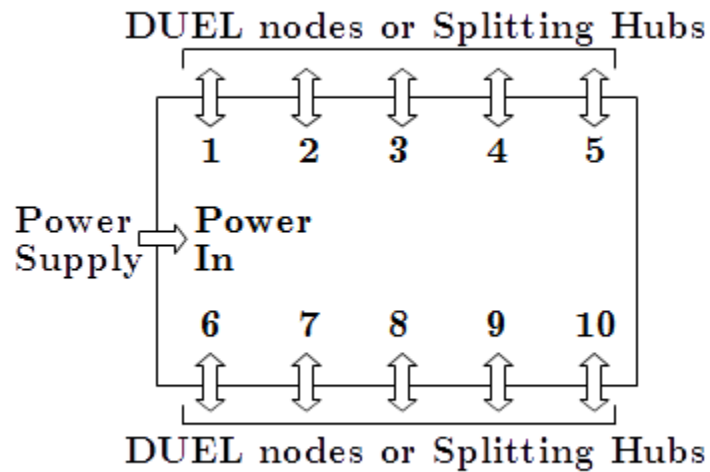 DUEL nodes or Splitting Hubs
1 2 3 4 5
Power Supply
Power In
6 7 8 9 10
DUEL nodes or Splitting Hubs